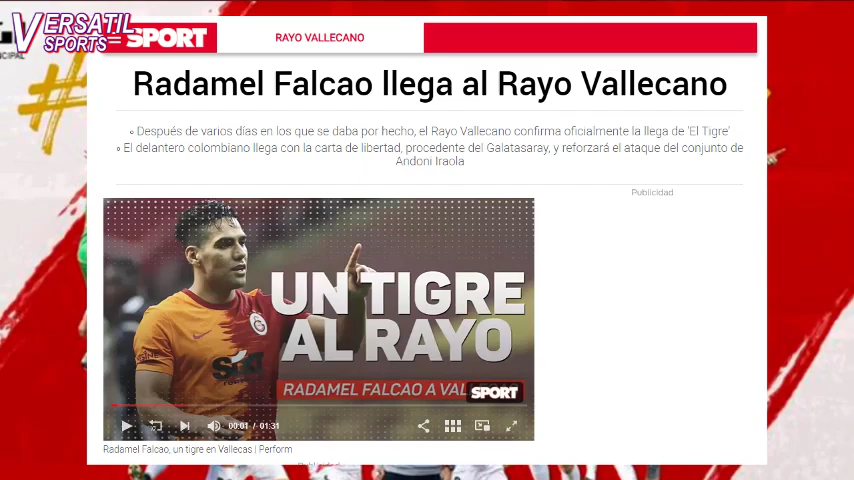 VERSATIL
SPORTS
SPORT
RAYO VALLECANO
#
Radamel Falcao llega al Rayo Vallecano
Después de varios días en los que se daba por hecho, el Rayo Vallecano confirma oficialmente la llega de 'El Tigre'
El delantero colombiano llega con la carta de libertad, procedente del Galatasaray, y reforzará el ataque del conjunto de
Andoni Iraola
Publicidad
UN TIGRE
AL RAYO
RADAMEL FALCAO A
SPORT
00:01 / 01:31
Radamel Falcao, un tigre en Vallecas | Perform